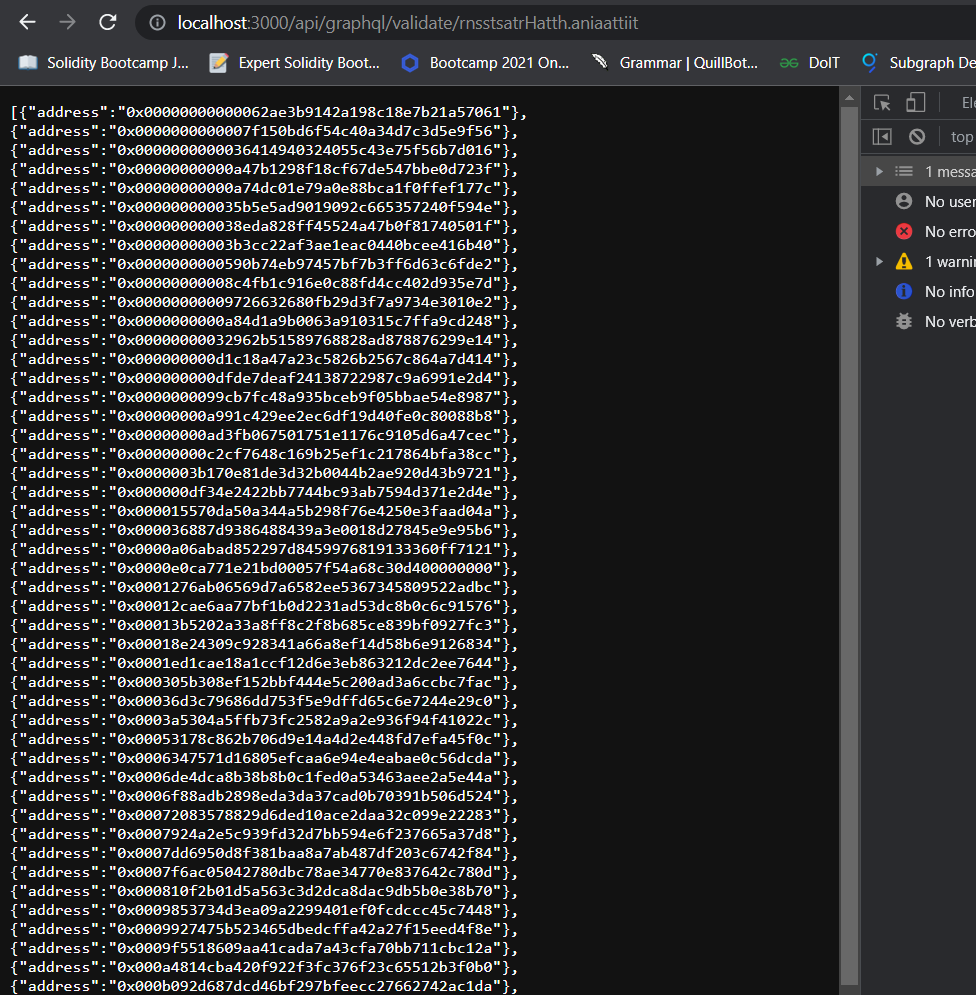 localhost:3000/api/graphql/validate/rnsstsatrHatth.aniaattiit
Solidity Bootcamp J... Expert Solidity Boot... Bootcamp 2021 On... Grammar | QuillBot... DoIT Subgraph De
[{"address":"0x00000000000062ae3b9142a198c18e7b21a57061"},
{"address":"0x0000000000007f150bd6f54c40a34d7c3d5e9f56"},
{"address":"0x0000000000036414940324055c43e75f56b7d016"},
{"address":"0x00000000000a47b1298f18cf67de547bbe0d723f"},
{"address":"0x00000000000a74dc01e79a0e88bca1f0ffef177c"},
{"address":"0x000000000035b5e5ad9019092c665357240f594e"},
{"address":"0x000000000038eda828ff45524a47b0f81740501f"},
{"address":"0x00000000003b3cc22af3ae1eac0440bcee416b40"},
{"address":"0x0000000000590b74eb97457bf7b3ff6d63c6fde2"},
{"address":"0x00000000008c4fb1c916e0c88fd4cc402d935e7d"},
{"address":"0x00000000009726632680fb29d3f7a9734e3010e2"},
{"address":"0x0000000000a84d1a9b0063a910315c7ffa9cd248"},
{"address":"0x00000000032962b51589768828ad878876299e14"},
{"address":"0x000000000d1c18a47a23c5826b2567c864a7d414"},
{"address":"0x000000000dfde7deaf24138722987c9a6991e2d4"},
{"address":"0x0000000099cb7fc48a935bceb9f05bbae54e8987"},
{"address":"0x00000000a991c429ee2ec6df19d40fe0c80088b8"},
{"address":"0x00000000ad3fb067501751e1176c9105d6a47cec"},
{"address":"0x00000000c2cf7648c169b25ef1c217864bfa38cc"},
{"address":"0x0000003b170e81de3d32b0044b2ae920d43b9721"},
{"address":"0x000000df34e2422bb7744bc93ab7594d371e2d4e"},
{"address":"0x000015570da50a344a5b298f76e4250e3faad04a"},
{"address":"0x000036887d9386488439a3e0018d27845e9e95b6"},
{"address":"0x0000a06abad852297d8459976819133360ff7121"},
{"address":"0x0000e0ca771e21bd00057f54a68c30d400000000"},
{"address":"0x0001276ab06569d7a6582ee5367345809522adbc"},
{"address":"0x00012cae6aa77bf1b0d2231ad53dc8b0c6c91576"},
{"address":"0x00013b5202a33a8ff8c2f8b685ce839bf0927fc3"},
{"address":"0x00018e24309c928341a66a8ef14d58b6e9126834"},
{"address":"0x0001ed1cae18a1ccf12d6e3eb863212dc2ee7644"},
{"address":"0x000305b308ef152bbf444e5c200ad3a6ccbc7fac"},
{"address":"0x00036d3c79686dd753f5e9dffd65c6e7244e29c0"},
{"address":"0x0003a5304a5ffb73fc2582a9a2e936f94f41022c"},
{"address":"0x00053178c862b706d9e14a4d2e448fd7efa45f0c"},
{"address":"0x0006347571d16805efcaa6e94e4eabae0c56dcda"},
{"address":"0x0006de4dca8b38b8b0c1fed0a53463aee2a5e44a"},
{"address":"0x0006f88adb2898eda3da37cad0b70391b506d524"},
{"address":"0x00072083578829d6ded10ace2daa32c099e22283"},
{"address":"0x0007924a2e5c939fd32d7bb594e6f237665a37d8"},
{"address":"0x0007dd6950d8f381baa8a7ab487df203c6742f84"},
{"address":"0x0007f6ac05042780dbc78ae34770e837642c780d"},
{"address":"0x000810f2b01d5a563c3d2dca8dac9db5b0e38b70"},
{"address":"0x0009853734d3ea09a2299401ef0fcdccc45c7448"},
{"address":"0x0009927475b523465dbedcffa42a27f15eed4f8e"},
{"address":"0x0009f5518609aa41cada7a43cfa70bb711cbc12a"},
{"address":"0x000a4814cba420f922f3fc376f23c65512b3f0b0"},
{"address":"0x000b092d687dcd46bf297bfeecc27662742ac1da"},
Ele
top
1 messa
No user
No erro
1 warni
No info
No verb